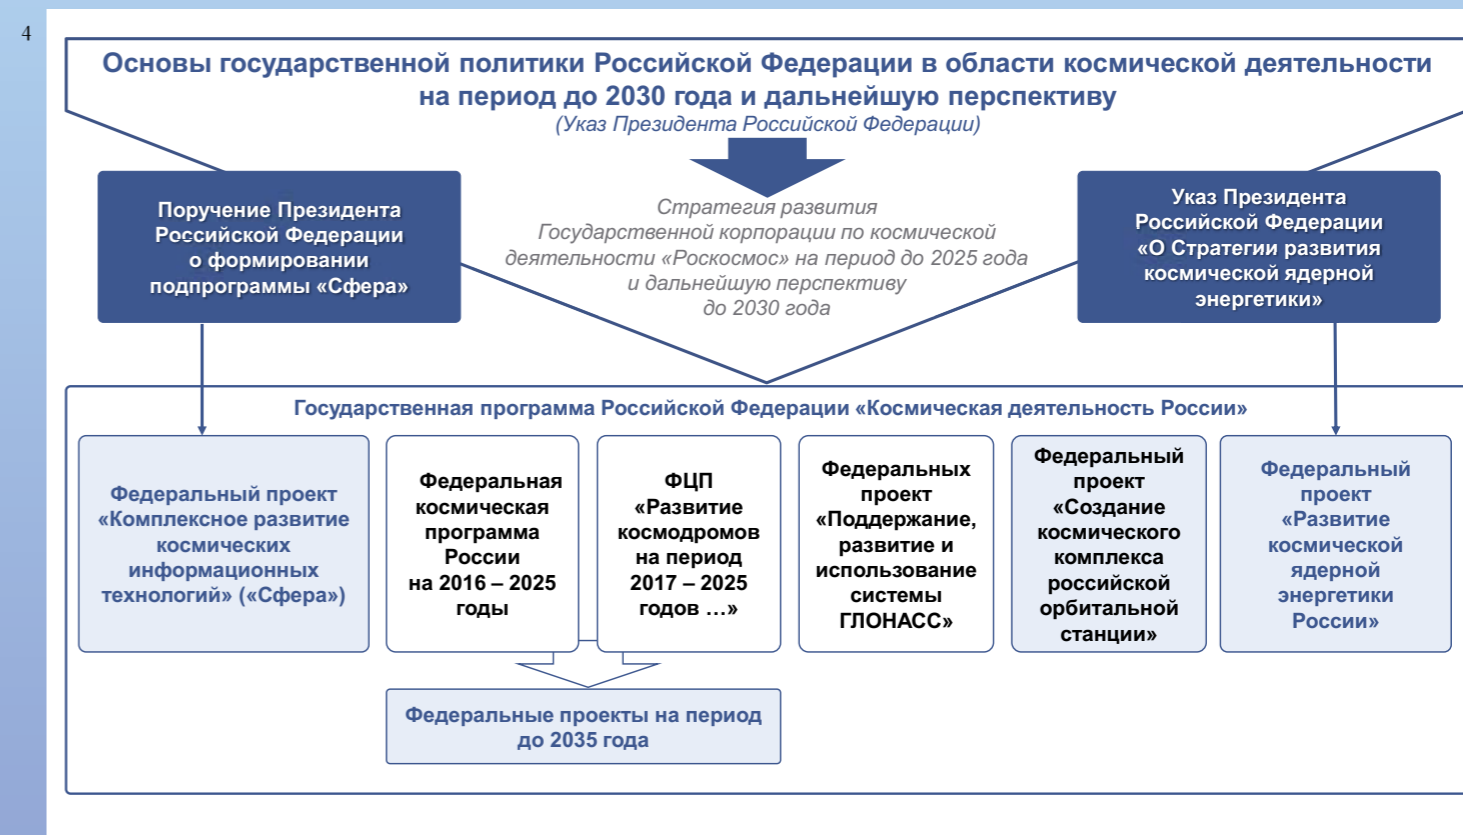 4
Основы государственной политики Российской Федерации в области космической деятельности
на период до 2030 года и дальнейшую перспективу
(Указ Президента Российской Федерации)
Поручение Президента
Российской Федерации
о формировании
подпрограммы «Сфера»
Стратегия развития
Государственной корпорации по космической
деятельности «Роскосмос» на период до 2025 года
и дальнейшую перспективу
до 2030 года
Указ Президента
Российской Федерации
«О Стратегии развития
космической ядерной
энергетики»
Государственная программа Российской Федерации «Космическая деятельность России»
Федеральный проект
«Комплексное развитие
космических
информационных
технологий» («Сфера»)
Федеральная
космическая
программа
России
на 2016 – 2025
годы
ФЦП
«Развитие
космодромов
на период
2017 – 2025
годов …»
Федеральных
проект
«Поддержание,
развитие и
использование
системы
ГЛОНАСС»
Федеральный
проект
«Создание
космического
комплекса
российской
орбитальной
станции»
Федеральный
проект
«Развитие
космической
ядерной
энергетики
России»
Федеральные проекты на период
до 2035 года